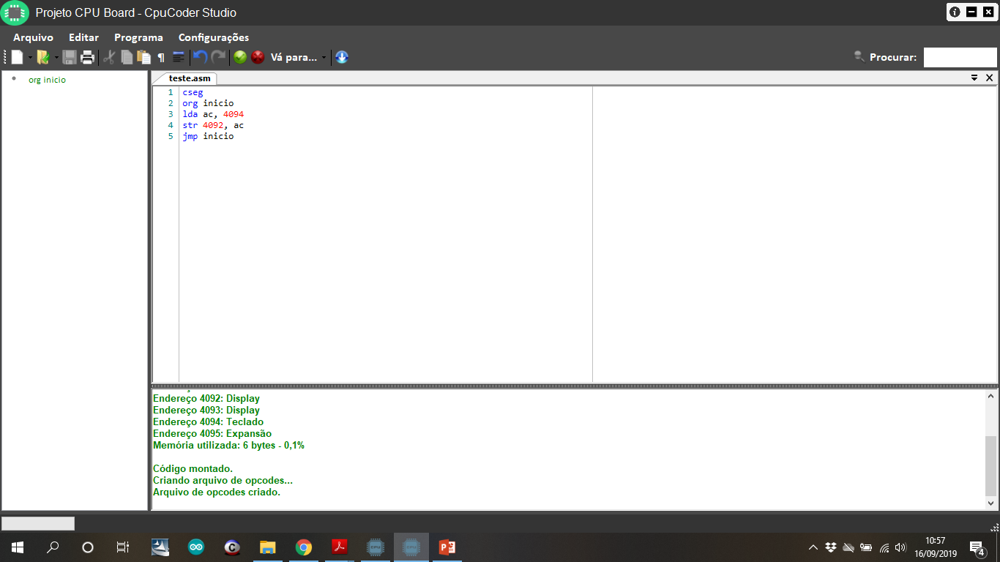 Projeto CPU Board - CpuCoder Studio
Arquivo Editar Programa Configurações
Vá para... Procurar:
org inicio
teste.asm
1 cseg
2 org inicio
3 lda ac, 4094
4 str 4092, ac
5 jmp inicio
Endereço 4092: Display
Endereço 4093: Display
Endereço 4094: Teclado
Endereço 4095: Expansão
Memória utilizada: 6 bytes - 0,1%
Código montado.
Criando arquivo de opcodes...
Arquivo de opcodes criado.
10:57
16/09/2019
4